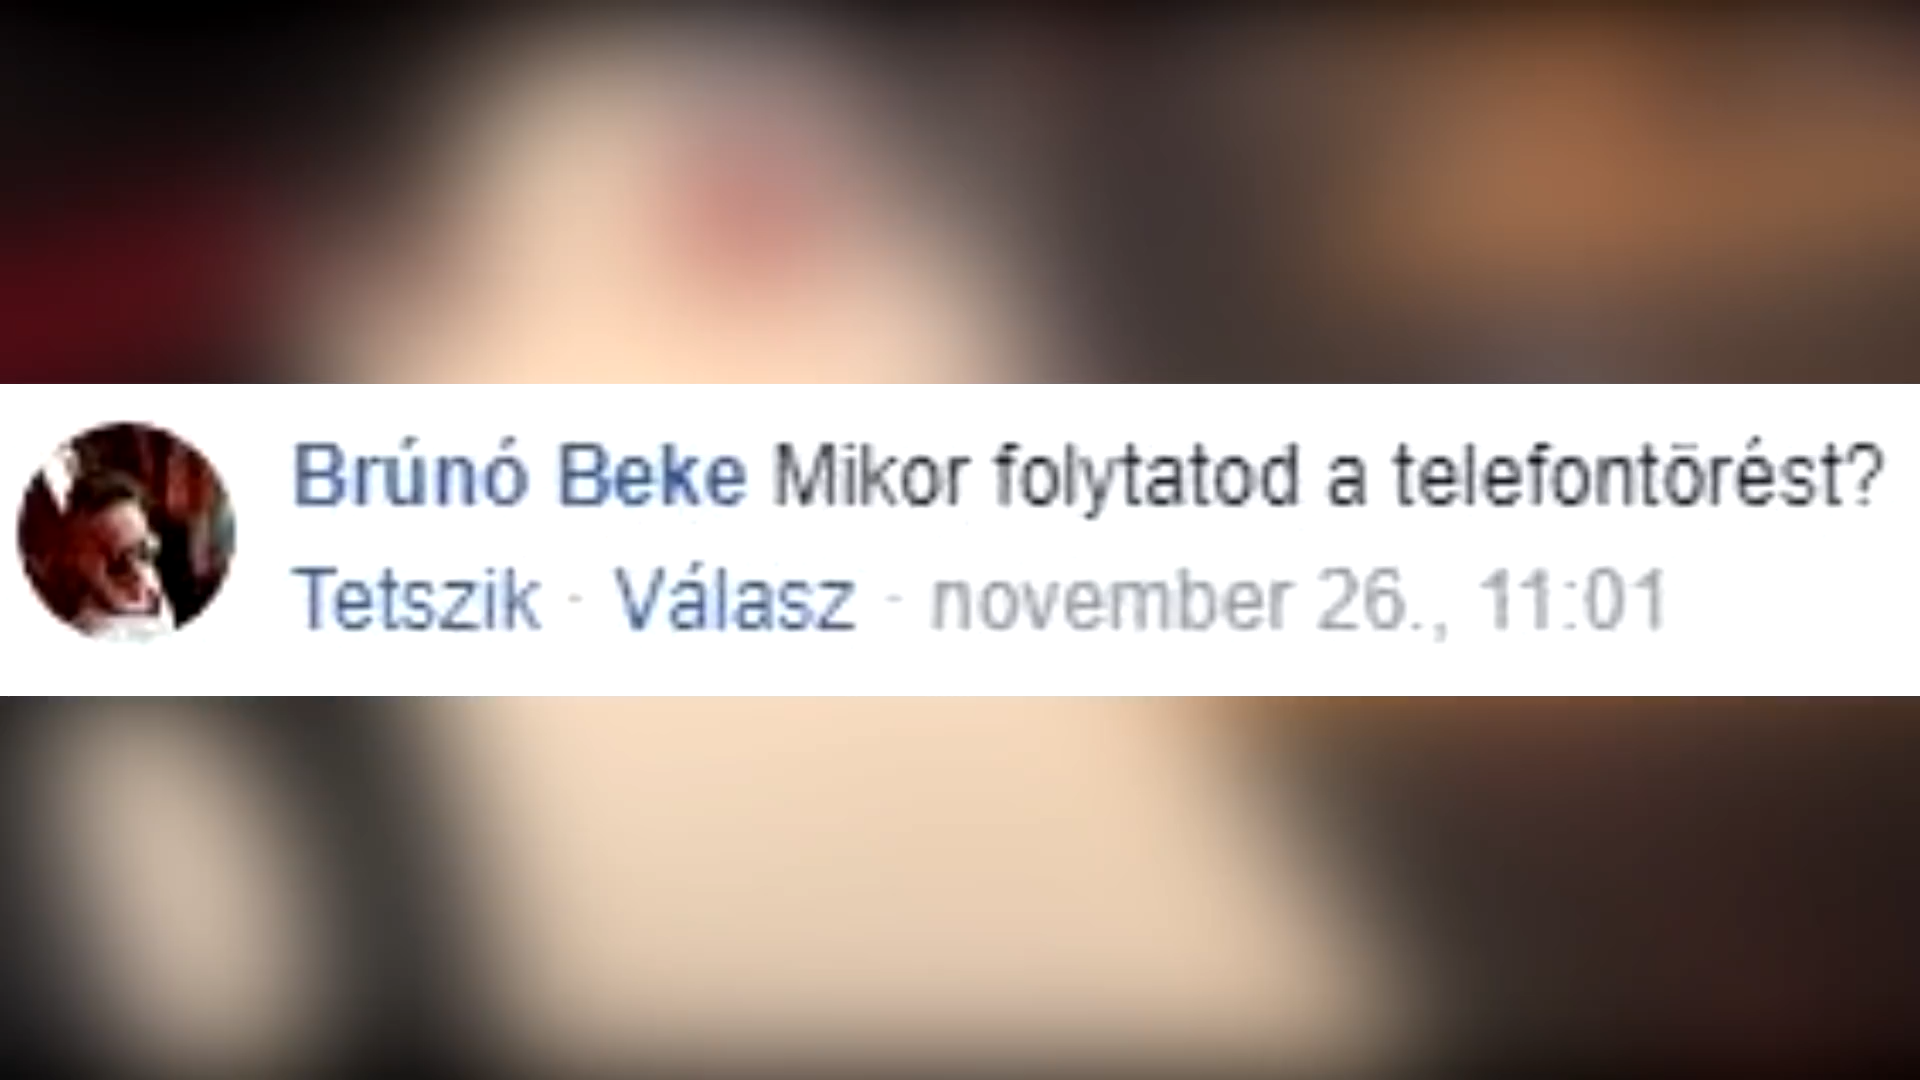 Brúnó Beke Mikor folytatod a telefontörést?
Tetszik · Válasz · november 26., 11:01